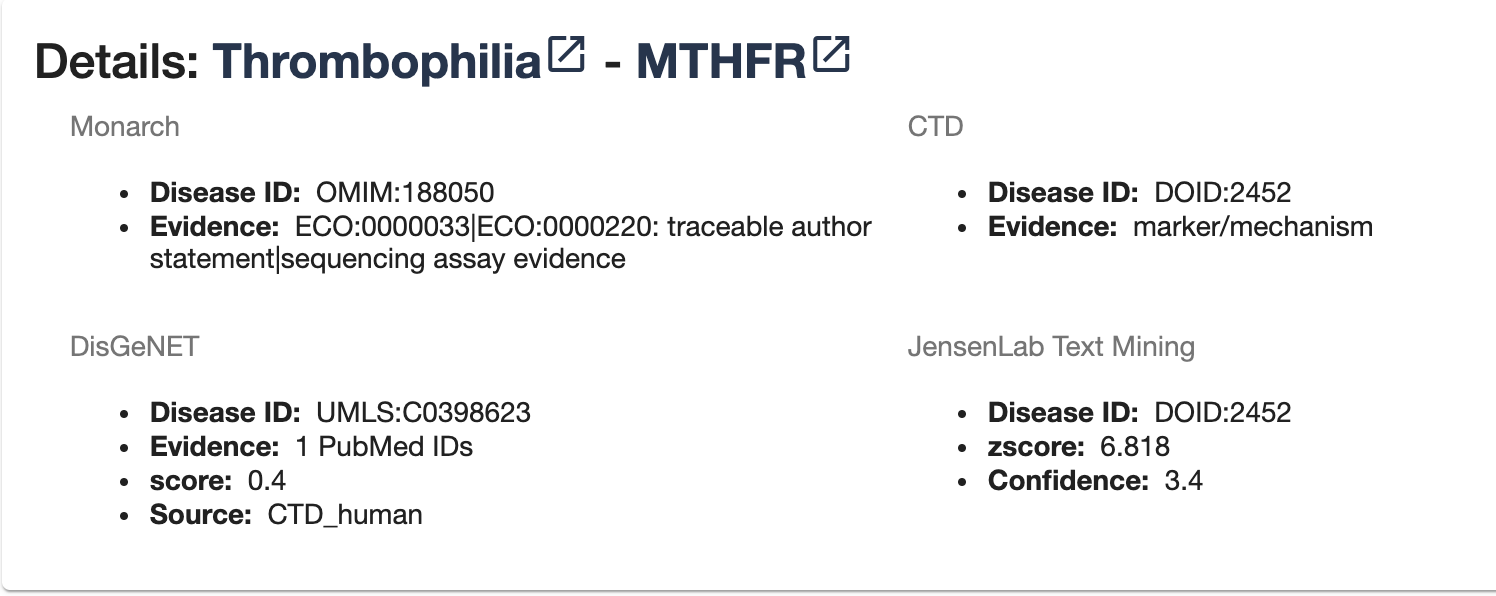 Details: Thrombophilia - MTHFR
Monarch
• Disease ID: OMIM:188050
• Evidence: ECO:0000033|ECO:0000220: traceable author
statement|sequencing assay evidence
CTD
• Disease ID: DOID:2452
• Evidence: marker/mechanism
DisGeNET
• Disease ID: UMLS:C0398623
• Evidence: 1 PubMed IDs
• score: 0.4
• Source: CTD_human
JensenLab Text Mining
• Disease ID: DOID:2452
• zscore: 6.818
• Confidence: 3.4